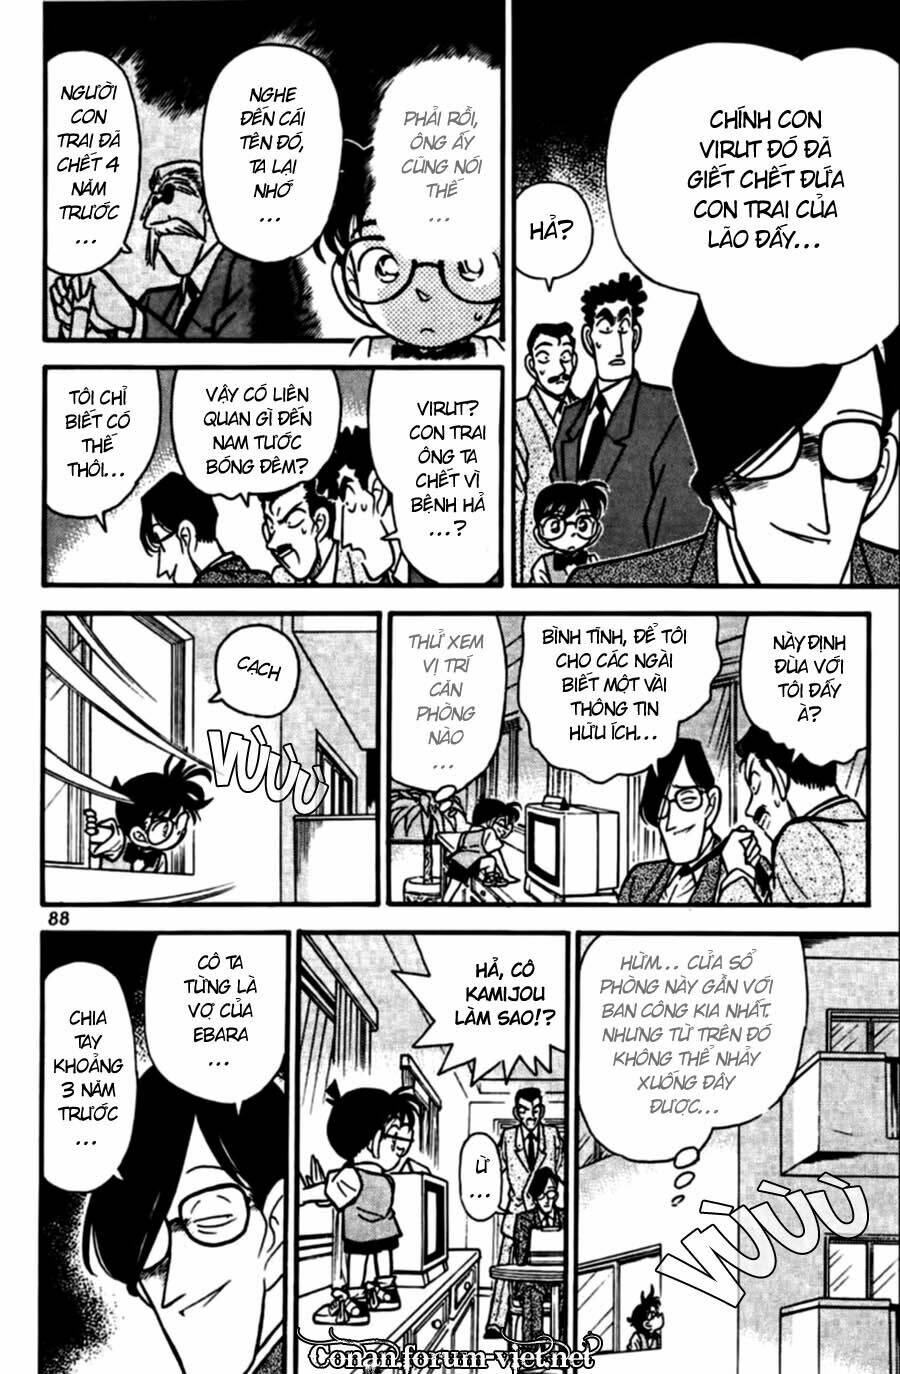 CHÍNH CON
VIRUT ĐÓ ĐÃ
GIẾT CHẾT ĐỨA
CON TRAI CỦA
LÃO ĐẤY...
HẢ?
PHẢI RỒI,
ÔNG ẤY
CŨNG NÓI
THẾ
...
NGHE
ĐẾN CÁI
TÊN ĐÓ,
TA LẠI
NHỚ
...
NGƯỜI
CON
TRAI ĐÃ
CHẾT 4
NĂM
TRƯỚC
...
VIRUT?
CON TRAI
ÔNG TA
CHẾT VÌ
BỆNH HẢ
...?
VẬY CÓ LIÊN
QUAN GÌ ĐẾN
NAM TƯỚC
BÓNG ĐÊM?
TÔI CHỈ
BIẾT CÓ
THẾ
THÔI...
NÀY ĐỊNH
ĐÙA VỚI
TÔI ĐẤY
À?
BÌNH TĨNH, ĐỂ TÔI
CHO CÁC NGÀI
BIẾT MỘT VÀI
THÔNG TIN
HỮU ÍCH...
THỬ XEM
VỊ TRÍ
CĂN
PHÒNG
NÀO
...
CẠCH
VÙÙÙ
88
HỪM... CỬA SỔ
PHÒNG NÀY GẦN VỚI
BAN CÔNG KIA NHẤT.
NHƯNG TỪ TRÊN ĐÓ
KHÔNG THỂ NHẢY
XUỐNG ĐÂY
ĐƯỢC...
VÙÙÙ
HẢ, CÔ
KAMIJOU
LÀM SAO!?
Ừ
...
CÔ TA
TỪNG LÀ
VỢ CỦA
EBARA
...
CHIA
TAY
KHOẢNG
3 NĂM
TRƯỚC
...
Conan.forum-viet.net